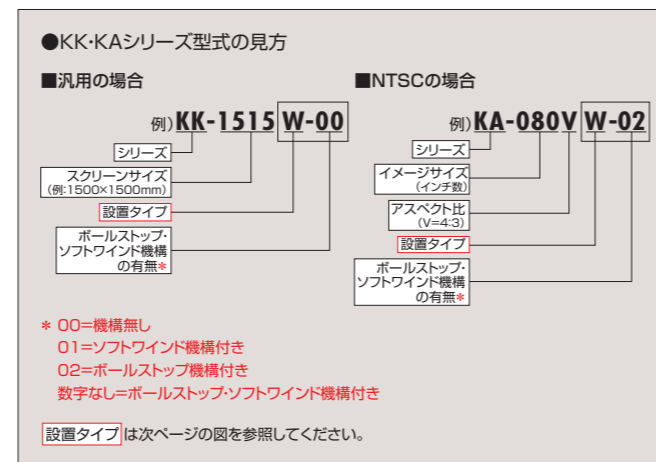 ●KK・KAシリーズ型式の見方
■汎用の場合
例)KK-1515 W-00
シリーズ
スクリーンサイズ
(例:1500×1500mm)
設置タイプ
ボールストップ・
ソフトワインド機構
の有無*
■NTSCの場合
例)KA-080V W-02
シリーズ
イメージサイズ
(インチ数)
アスペクト比
(V=4:3)
設置タイプ
ボールストップ・
ソフトワインド機構
の有無*
* 00=機構無し
01=ソフトワインド機構付き
02=ボールストップ機構付き
数字なし=ボールストップ・ソフトワインド機構付き
設置タイプは次ページの図を参照してください。